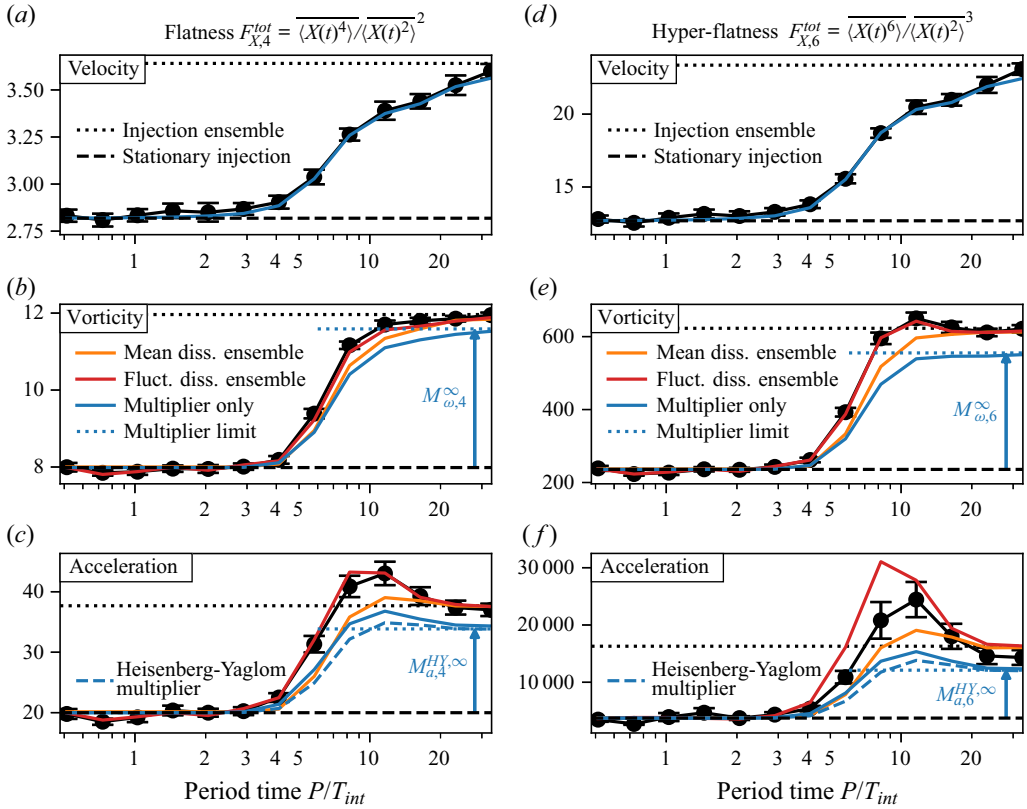 (a)
Flatness F_{X,4}^{tot} = \overline{⟨X(t)^4⟩}/\overline{⟨X(t)^2⟩}^2
Velocity
3.50
3.25
3.00
2.75
Injection ensemble
Stationary injection
1 2 3 4 5 10 20
(d)
Hyper-flatness F_{X,6}^{tot} = \overline{⟨X(t)^6⟩}/\overline{⟨X(t)^2⟩}^3
Velocity
20
15
Injection ensemble
Stationary injection
1 2 3 4 5 10 20
(b)
Vorticity
12
10
8
Mean diss. ensemble
Fluct. diss. ensemble
Multiplier only
Multiplier limit
M_{ω,4}^∞
1 2 3 4 5 10 20
(e)
Vorticity
600
400
200
Mean diss. ensemble
Fluct. diss. ensemble
Multiplier only
Multiplier limit
M_{ω,6}^∞
1 2 3 4 5 10 20
(c)
Acceleration
40
30
20
Heisenberg-Yaglom
multiplier
M_{a,4}^{HY,∞}
1 2 3 4 5 10 20
Period time P/T_{int}
(f)
Acceleration
30 000
20 000
10 000
Heisenberg-Yaglom
multiplier
M_{a,6}^{HY,∞}
1 2 3 4 5 10 20
Period time P/T_{int}